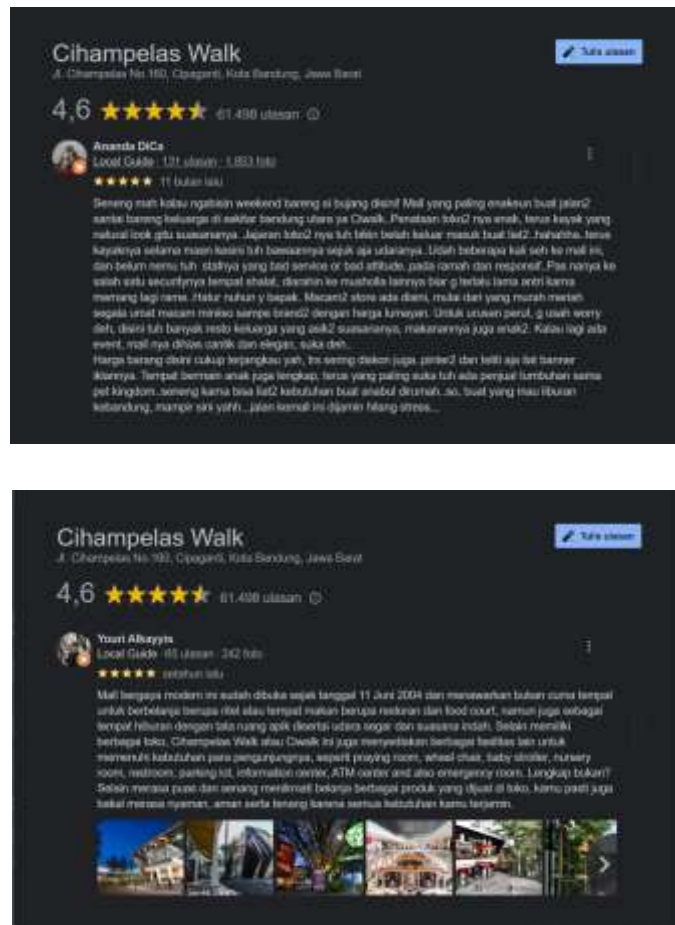 Cihampelas Walk
Jl. Cihampelas No.160, Cipaganti, Kota Bandung, Jawa Barat
Tulis ulasan
4,6
61.498 ulasan
Ananda DiCa
Local Guide · 131 ulasan · 1.853 foto
11 bulan lalu
Seneng mah kalau ngabisin weekend bareng si bujang disini! Mall yang paling enakeun buat jalan2
santai bareng keluarga di sekitar bandung utara ya Ciwalk. Penataan toko2 nya enak, terus kayak yang
natural look gitu suasananya. Jajaran toko2 nya tuh bikin betah keluar masuk buat liat2..hahahha..terus
kayaknya selama maen kesini tuh bawaannya sejuk aja udaranya. Udah beberapa kali seh ke mall ini,
dan belum nemu tuh stafnya yang bad service or bad attitude, pada ramah dan responsif. Pas nanya ke
salah satu securitynya tempat shalat, diarahin ke musholla lainnya biar g terlalu lama antri karna
memang lagi rame. Hatur nuhun y bapak. Macam2 store ada disini, mulai dari yang murah meriah
segala umat macem miniso sampe brand2 dengan harga lumayan. Untuk urusan perut, g usah worry
deh, disini tuh banyak resto keluarga yang asik2 suasananya, makanannya juga enak2. Kalau lagi ada
event, mall nya dihias cantik dan elegan, suka deh..
Harga barang disini cukup terjangkau yah, trs sering diskon juga, pinter2 dan teliti aja liat banner
iklannya. Tempat bermain anak juga lengkap, terus yang paling suka tuh ada penjual tumbuhan sama
pet kingdom..seneng karna bisa liat2 kebutuhan buat anabul dirumah..so, buat yang mau liburan
kebandung, mampir sini yahh...jalan kemall ini dijamin hilang stress...
Cihampelas Walk
Jl. Cihampelas No.160, Cipaganti, Kota Bandung, Jawa Barat
Tulis ulasan
4,6
61.498 ulasan
Youri Alkayyis
Local Guide · 65 ulasan · 242 foto
setahun lalu
Mall bergaya modern ini sudah dibuka sejak tanggal 11 Juni 2004 dan menawarkan bukan cuma tempat
untuk berbelanja berupa ritel atau tempat makan berupa restoran dan food court, namun juga sebagai
tempat hiburan dengan tata ruang apik disertai udara segar dan suasana indah. Selain memiliki
berbagai toko, Cihampelas Walk atau Ciwalk ini juga menyediakan berbagai fasilitas lain untuk
memenuhi kebutuhan para pengunjungnya, seperti praying room, wheel chair, baby stroller, nursery
room, restroom, parking lot, information center, ATM center and also emergency room. Lengkap bukan?
Selain merasa puas dan senang menikmati belanja berbagai produk yang dijual di toko, kamu pasti juga
bakal merasa nyaman, aman serta tenang karena semua kebutuhan kamu terjamin.